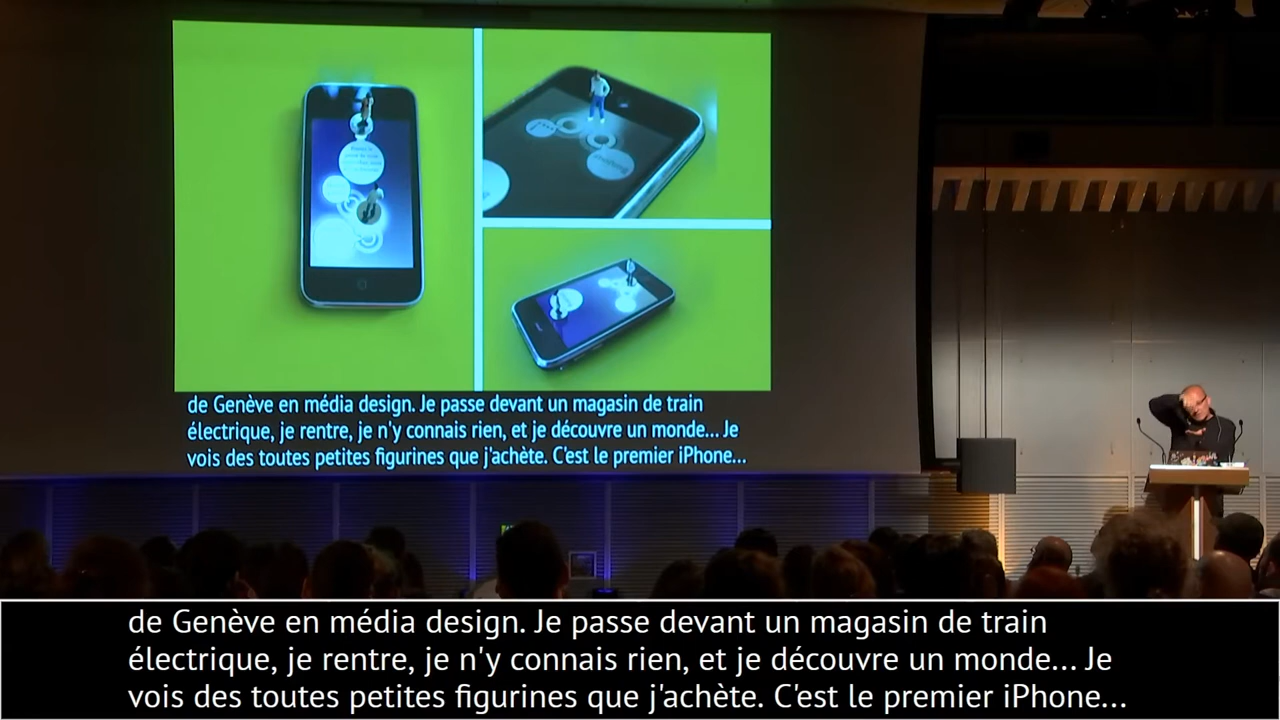 de Genève en média design. Je passe devant un magasin de train
électrique, je rentre, je n'y connais rien, et je découvre un monde... Je
vois des toutes petites figurines que j'achète. C'est le premier iPhone...
de Genève en média design. Je passe devant un magasin de train
électrique, je rentre, je n'y connais rien, et je découvre un monde... Je
vois des toutes petites figurines que j'achète. C'est le premier iPhone...